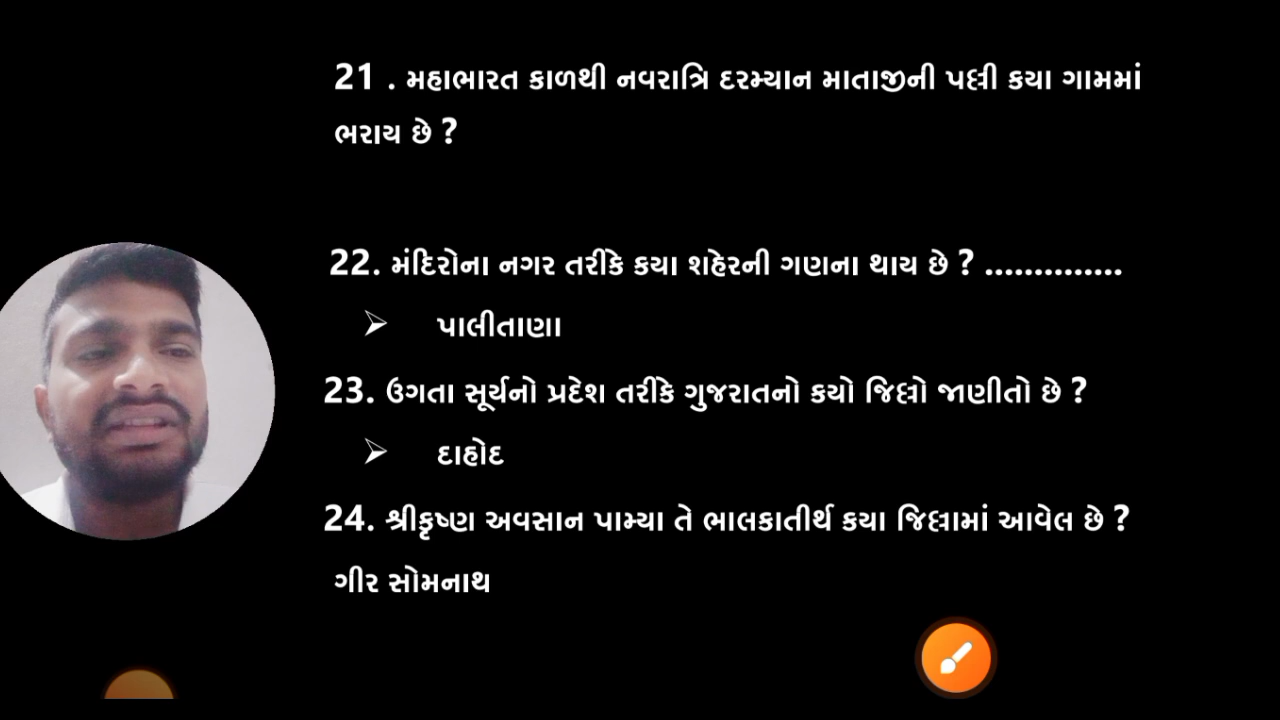 21 . મહાભારત કાળથી નવરાત્રિ દરમ્યાન માતાજીની પલ્લી કયા ગામમાં
ભરાય છે ?
22. મંદિરોના નગર તરીકે કયા શહેરની ગણના થાય છે ? ..............
➢ પાલીતાણા
23. ઉગતા સૂર્યનો પ્રદેશ તરીકે ગુજરાતનો કયો જિલ્લો જાણીતો છે ?
➢ દાહોદ
24. શ્રીકૃષ્ણ અવસાન પામ્યા તે ભાલકાતીર્થ કયા જિલ્લામાં આવેલ છે ?
ગીર સોમનાથ